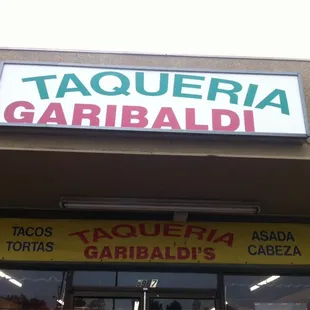 TAQUERIA
GARIBALDI
TACOS
TORTAS
TAQUERIA
GARIBALDI'S
ASADA
CABEZA